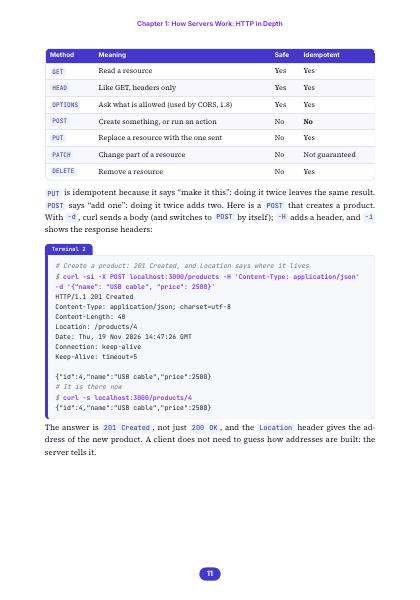 Chapter 1: How Servers Work: HTTP in Depth
Method Meaning Safe Idempotent
GET Read a resource Yes Yes
HEAD Like GET, headers only Yes Yes
OPTIONS Ask what is allowed (used by CORS, 1.8) Yes Yes
POST Create something, or run an action No No
PUT Replace a resource with the one sent No Yes
PATCH Change part of a resource No Not guaranteed
DELETE Remove a resource No Yes
PUT is idempotent because it says “make it this”: doing it twice leaves the same result.
POST says “add one”: doing it twice adds two. Here is a POST that creates a product.
With -d, curl sends a body (and switches to POST by itself); -H adds a header, and -i
shows the response headers:
Terminal 2
# Create a product: 201 Created, and Location says where it lives
$ curl -si -X POST localhost:3000/products -H 'Content-Type: application/json'
-d '{"name": "USB cable", "price": 2500}'
HTTP/1.1 201 Created
Content-Type: application/json; charset=utf-8
Content-Length: 40
Location: /products/4
Date: Thu, 19 Nov 2026 14:47:26 GMT
Connection: keep-alive
Keep-Alive: timeout=5
{"id":4,"name":"USB cable","price":2500}
# It is there now
$ curl -s localhost:3000/products/4
{"id":4,"name":"USB cable","price":2500}
The answer is 201 Created, not just 200 OK, and the Location header gives the ad-
dress of the new product. A client does not need to guess how addresses are built: the
server tells it.
11